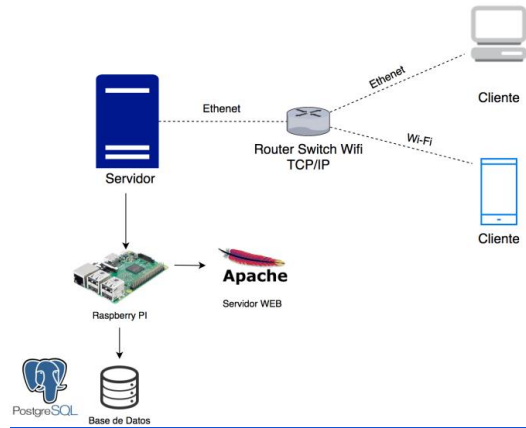 Ethenet
Cliente
Ethenet
Router Switch Wifi
TCP/IP
Wi-Fi
Servidor
Cliente
Apache
Servidor WEB
Raspberry PI
PostgreSQL
Base de Datos